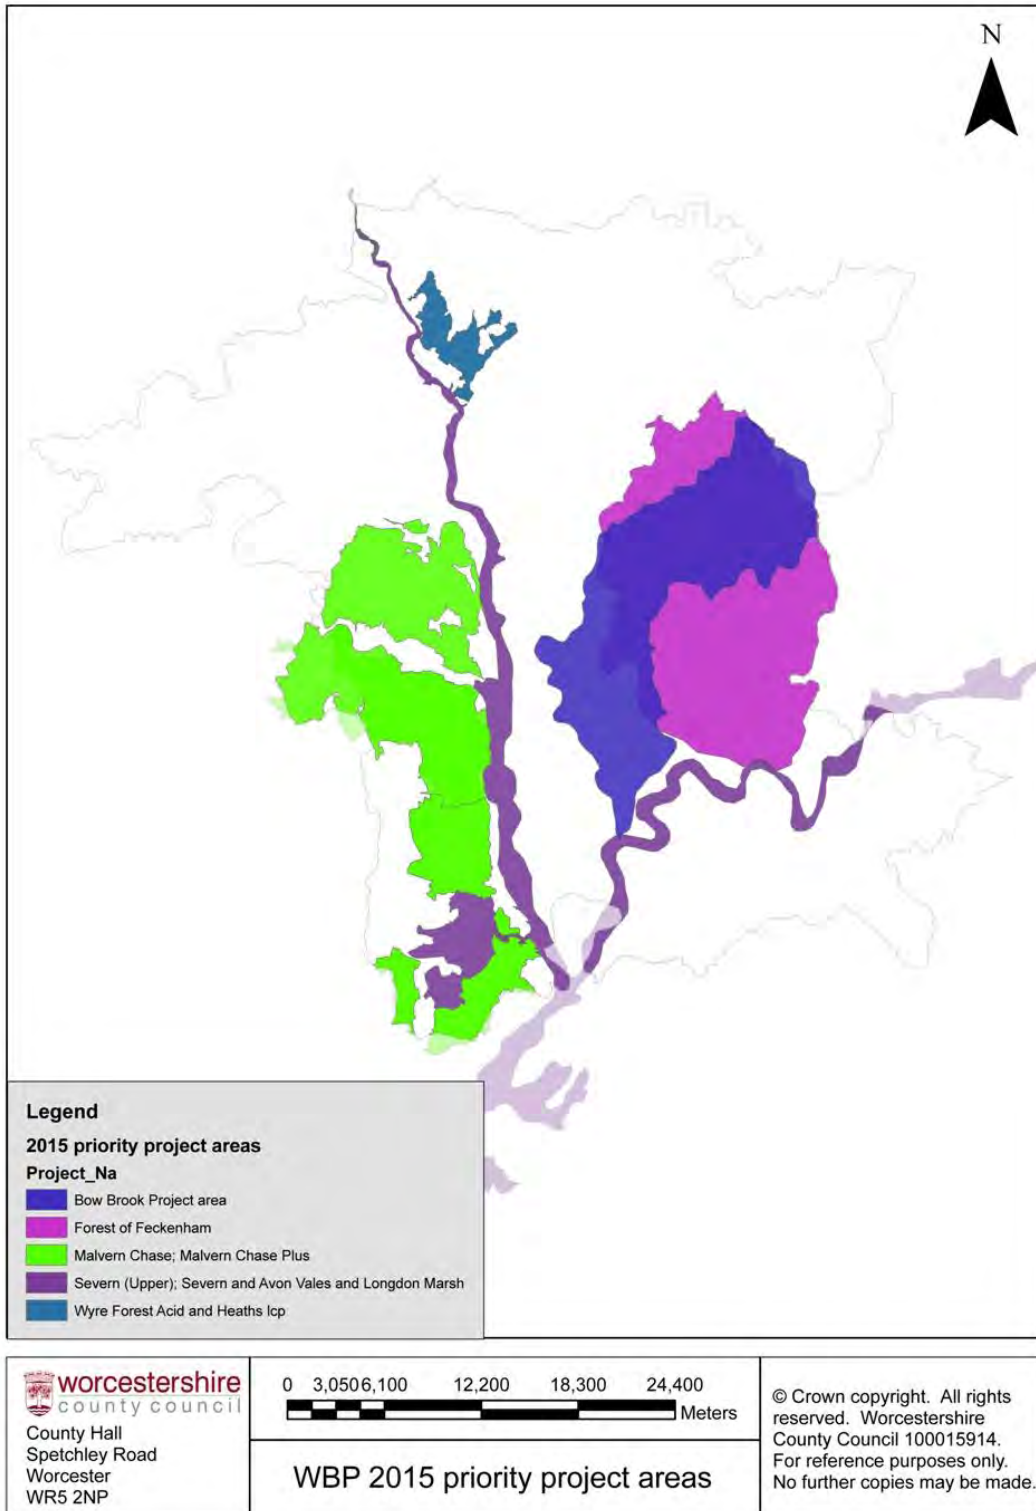 N
Legend
2015 priority project areas
Project_Na
Bow Brook Project area
Forest of Feckenham
Malvern Chase; Malvern Chase Plus
Severn (Upper); Severn and Avon Vales and Longdon Marsh
Wyre Forest Acid and Heaths lcp
worcestershire
county council
County Hall
Spetchley Road
Worcester
WR5 2NP
0 3,0506,100 12,200 18,300 24,400
Meters
WBP 2015 priority project areas
© Crown copyright. All rights
reserved. Worcestershire
County Council 100015914.
For reference purposes only.
No further copies may be made